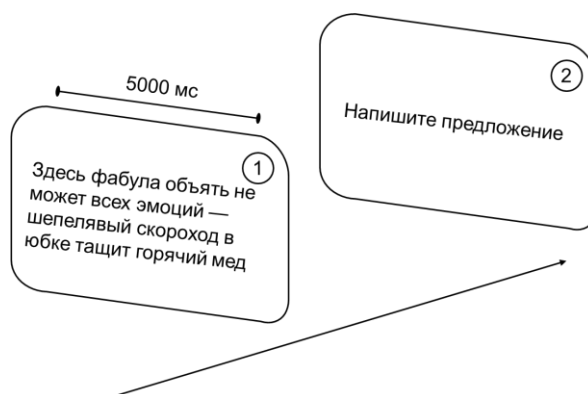 5000 мс
1
Здесь фабула объять не
может всех эмоций —
шепелявый скороход в
юбке тащит горячий мед
2
Напишите предложение